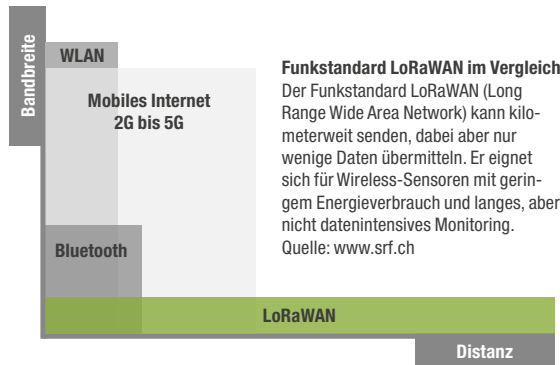 Bandbreite
WLAN
Mobiles Internet
2G bis 5G
Bluetooth
LoRaWAN
Distanz
Funkstandard LoRaWAN im Vergleich
Der Funkstandard LoRaWAN (Long
Range Wide Area Network) kann kilo-
meterweit senden, dabei aber nur
wenige Daten übermitteln. Er eignet
sich für Wireless-Sensoren mit gerin-
gem Energieverbrauch und langes, aber
nicht datenintensives Monitoring.
Quelle: www.srf.ch